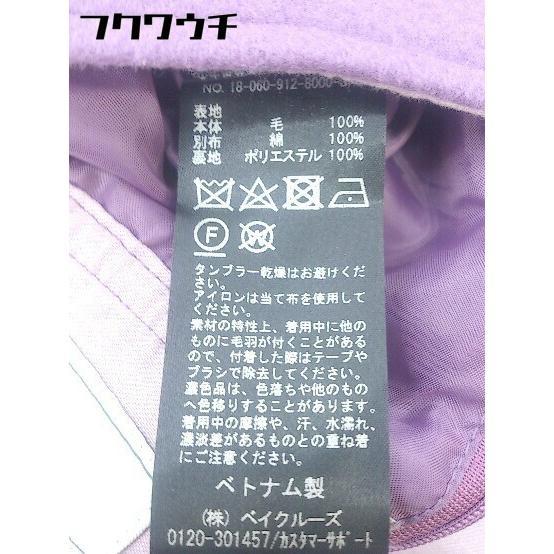 フクワウチ
NO. 18-060-912-8000-
表地
本体 毛 100%
別布 綿 100%
裏地 ポリエステル 100%
F W
タンブラー乾燥はお避けください。
アイロンは当て布を使用してください。
素材の特性上、着用中に他の
ものに毛羽が付くことがある
ので、付着した際はテープや
ブラシで除去してください。
濃色品は、色落ちや他のもの
へ色移りすることがあります。
着用中の摩擦や、汗、水濡れ、
濃淡差があるものとの重ね着
にご注意ください。
ベトナム製
(株) ベイクルーズ
0120-301457/カスタマーサポート